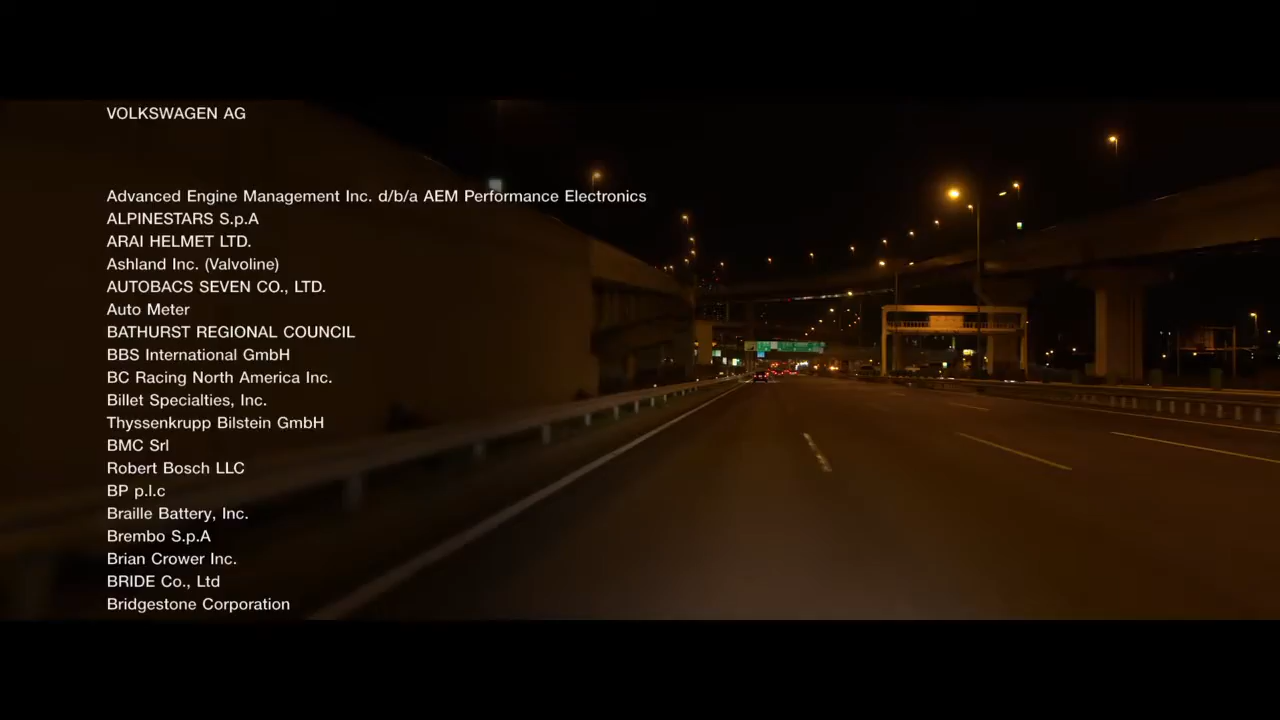 VOLKSWAGEN AG
Advanced Engine Management Inc. d/b/a AEM Performance Electronics
ALPINESTARS S.p.A
ARAI HELMET LTD.
Ashland Inc. (Valvoline)
AUTOBACS SEVEN CO., LTD.
Auto Meter
BATHURST REGIONAL COUNCIL
BBS International GmbH
BC Racing North America Inc.
Billet Specialties, Inc.
Thyssenkrupp Bilstein GmbH
BMC Srl
Robert Bosch LLC
BP p.l.c
Braille Battery, Inc.
Brembo S.p.A
Brian Crower Inc.
BRIDE Co., Ltd
Bridgestone Corporation